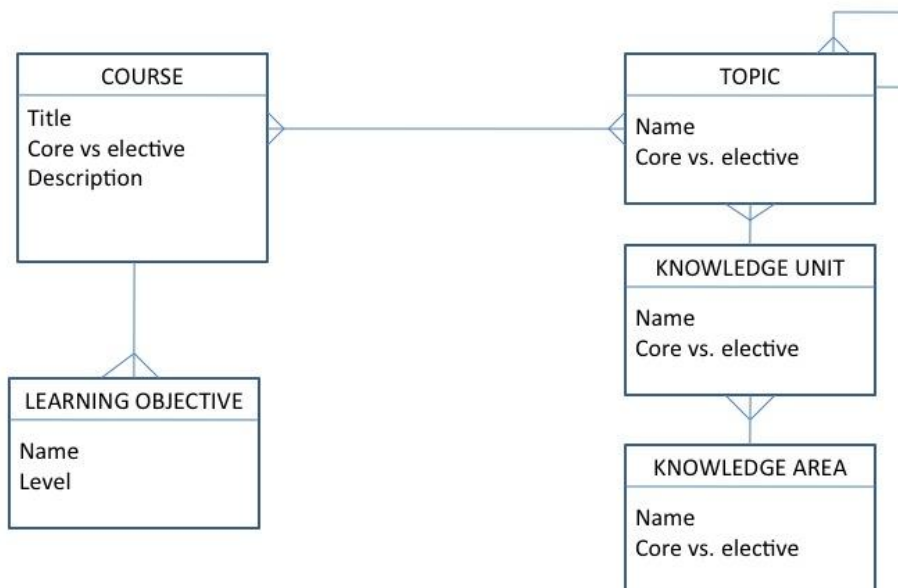 COURSE
Title
Core vs elective
Description
TOPIC
Name
Core vs. elective
KNOWLEDGE UNIT
Name
Core vs. elective
LEARNING OBJECTIVE
Name
Level
KNOWLEDGE AREA
Name
Core vs. elective